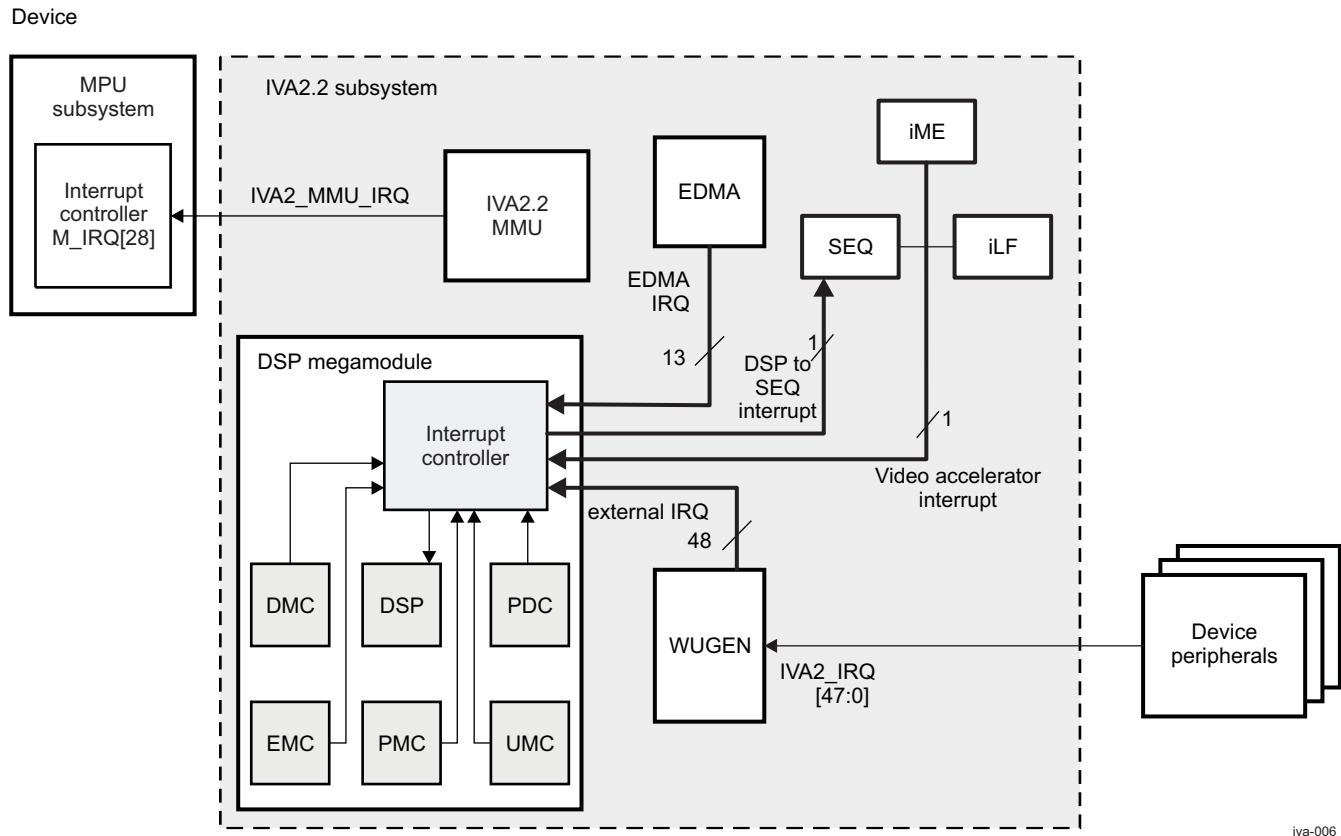 Device
MPU
subsystem
Interrupt
controller
M_IRQ[28]
IVA2_MMU_IRQ
IVA2.2 subsystem
IVA2.2
MMU
EDMA
iME
SEQ
iLF
EDMA
IRQ
13
1
DSP to
SEQ
interrupt
1
Video accelerator
interrupt
DSP megamodule
Interrupt
controller
external IRQ
48
DMC
DSP
PDC
EMC
PMC
UMC
WUGEN
IVA2_IRQ
[47:0]
Device
peripherals
iva-006